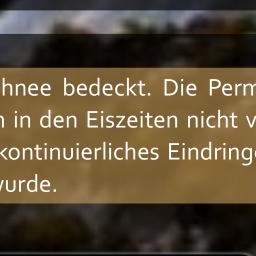 hnee bedeckt. Die Perm
in den Eiszeiten nicht
kontinuierliches Eindring
wurde.